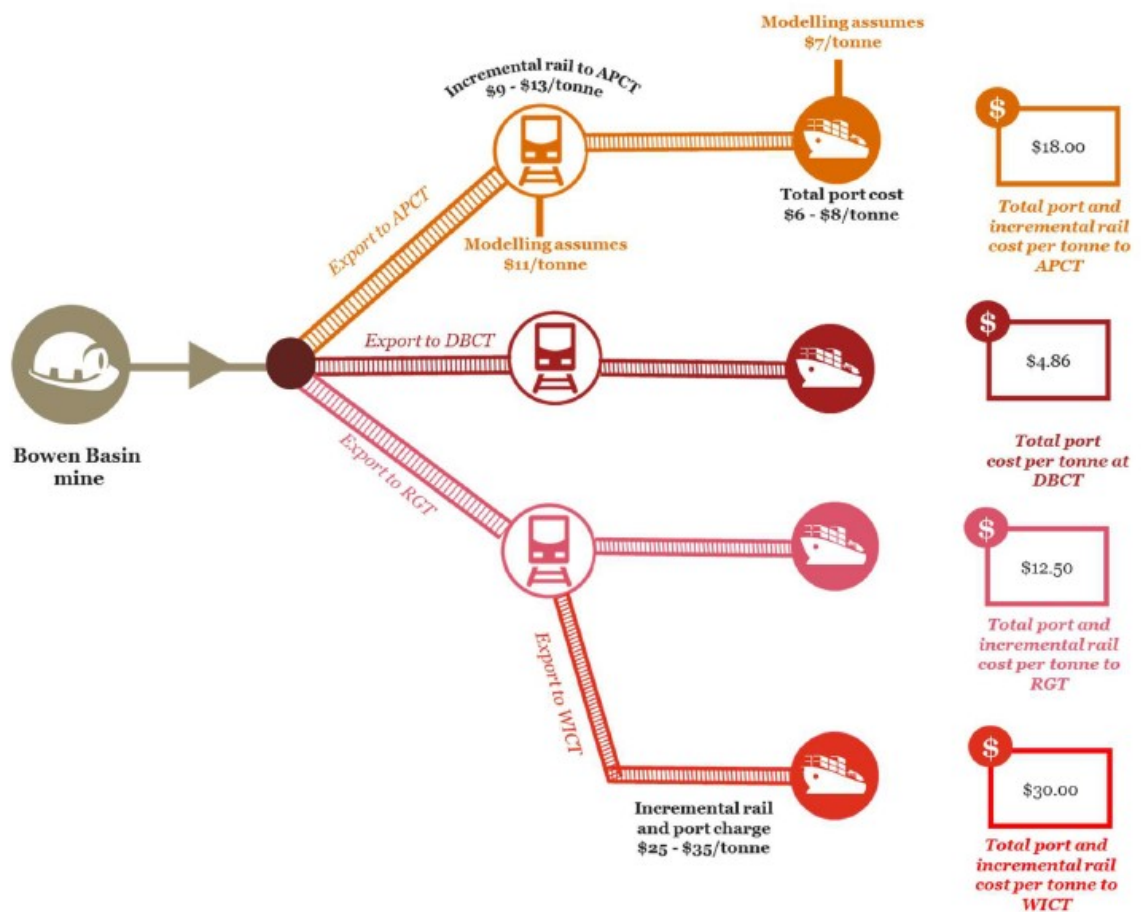 Modelling assumes
$7/tonne
Incremental rail to APCT
$9 - $13/tonne
$
$18.00
Total port cost
$6 - $8/tonne
Export to APCT
Modelling assumes
$11/tonne
Total port and
incremental rail
cost per tonne to
APCT
Export to DBCT
$
$4.86
Bowen Basin
mine
Total port
cost per tonne at
DBCT
Export to RGT
$
$12.50
Total port and
incremental rail
cost per tonne to
RGT
Export to WICT
$
$30.00
Incremental rail
and port charge
$25 - $35/tonne
Total port and
incremental rail
cost per tonne to
WICT